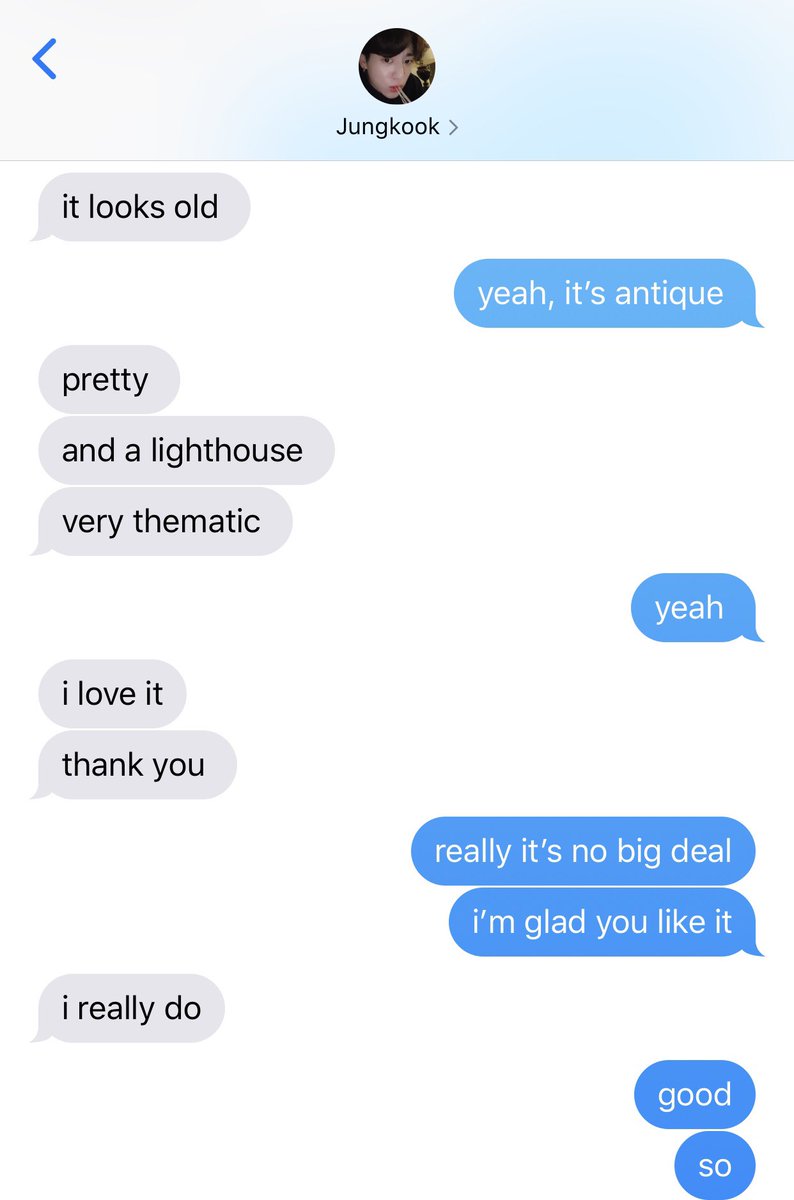 Jungkook
it looks old
yeah, it’s antique
pretty
and a lighthouse
very thematic
yeah
i love it
thank you
really it’s no big deal
i’m glad you like it
i really do
good
so